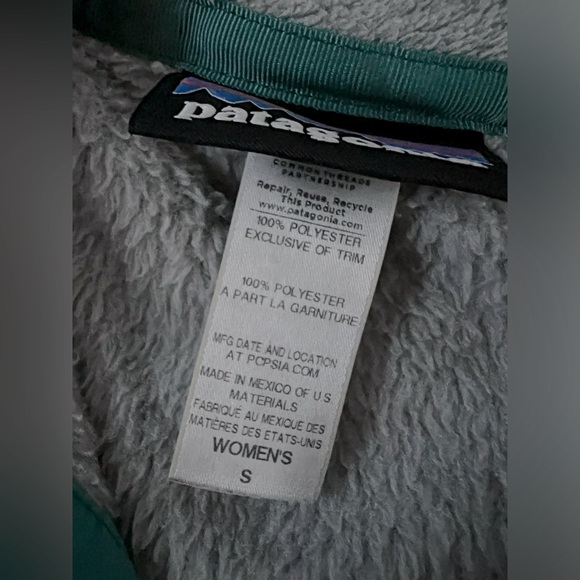 patagonia
COMMON THREADS
PARTNERSHIP
Repair, Reuse, Recycle
This Product
www.patagonia.com
100% POLYESTER
EXCLUSIVE OF TRIM
100% POLYESTER
A PART LA GARNITURE
MFG DATE AND LOCATION
AT PCPSIA.COM
MADE IN MEXICO OF U.S.
MATERIALS
FABRIQUÉ AU MEXIQUE DES
MATIÈRES DES ETATS-UNIS
WOMEN'S
S